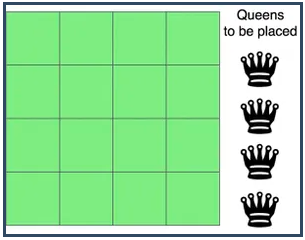 Queens
to be placed